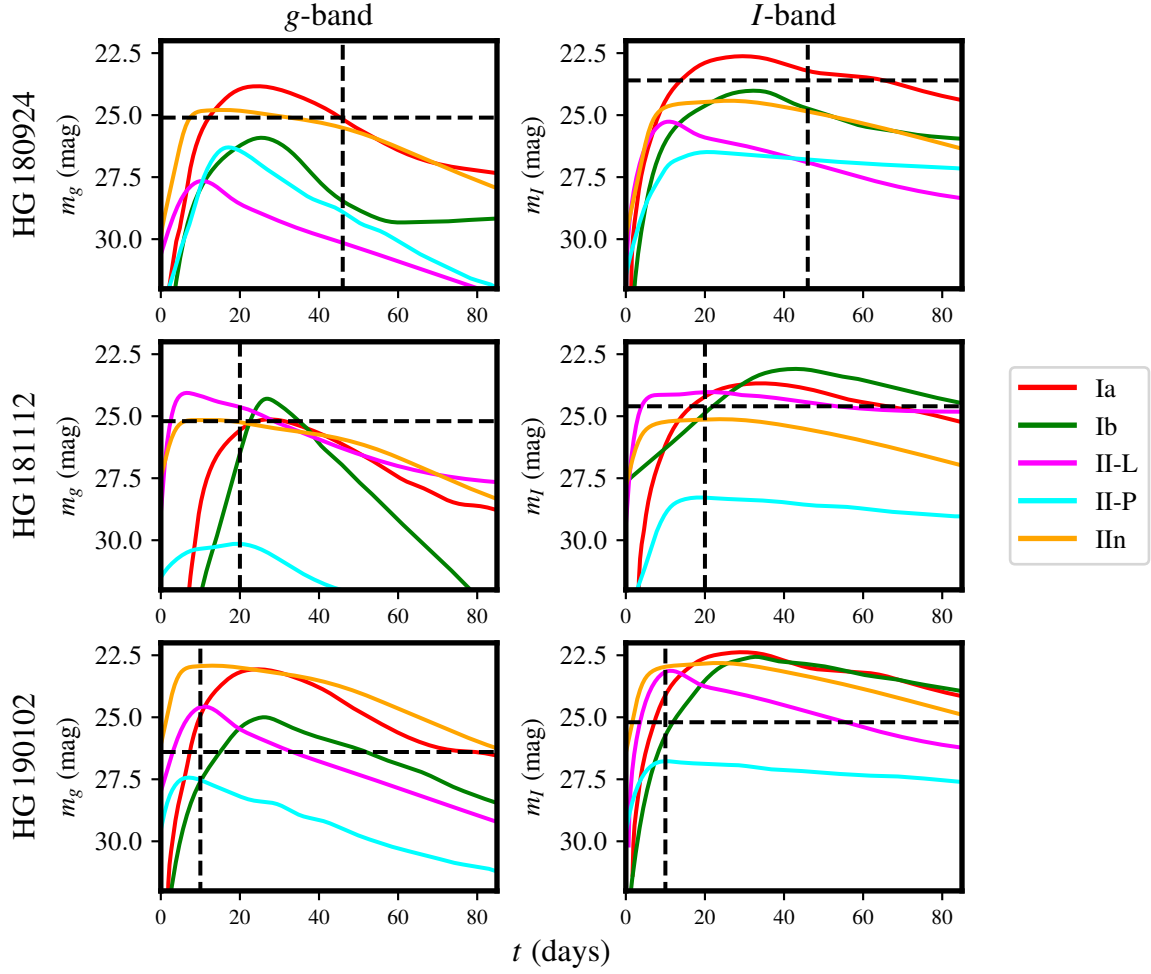 g-band
I-band
HG 180924
m_g (mag)
22.5
25.0
27.5
30.0
0 20 40 60 80
m_I (mag)
22.5
25.0
27.5
30.0
0 20 40 60 80
HG 181112
m_g (mag)
22.5
25.0
27.5
30.0
0 20 40 60 80
m_I (mag)
22.5
25.0
27.5
30.0
0 20 40 60 80
Ia
Ib
II-L
II-P
IIn
HG 190102
m_g (mag)
22.5
25.0
27.5
30.0
0 20 40 60 80
m_I (mag)
22.5
25.0
27.5
30.0
0 20 40 60 80
t (days)